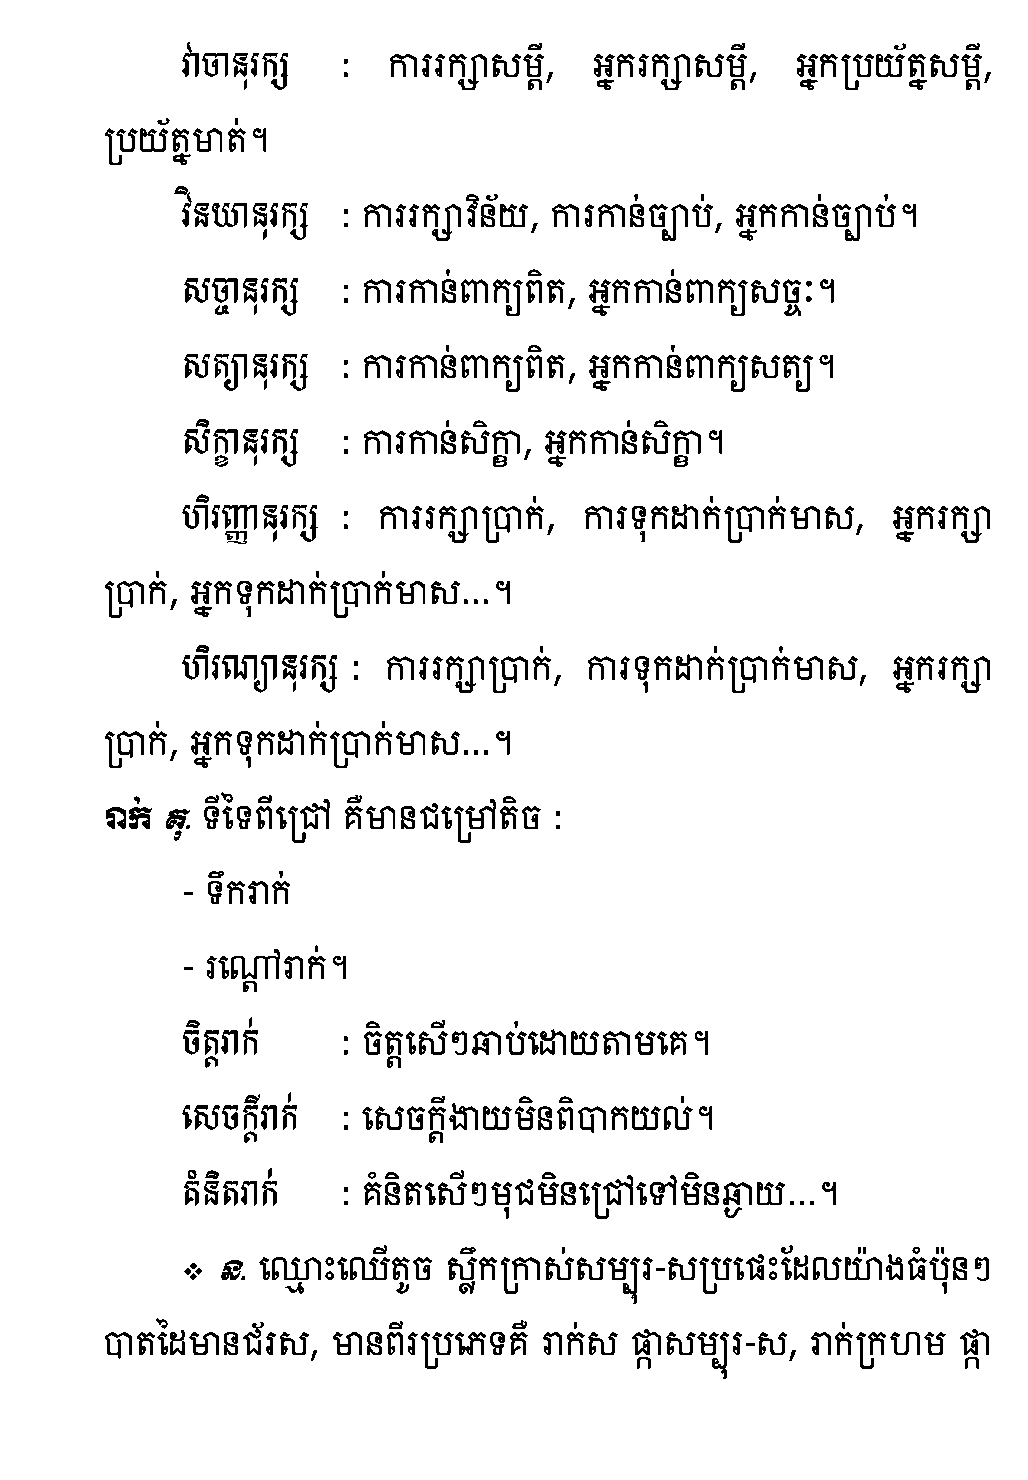 វាចានុរក្ស : ការរក្សាសម្តី, អ្នករក្សាសម្តី, អ្នកប្រយ័ត្នសម្តី,
ប្រយ័ត្នមាត់។
វិនយានុរក្ស : ការរក្សាវិន័យ, ការកាន់ច្បាប់, អ្នកកាន់ច្បាប់។
សច្ចានុរក្ស : ការកាន់ពាក្យពិត, អ្នកកាន់ពាក្យសច្ចៈ។
សត្យានុរក្ស : ការកាន់ពាក្យពិត, អ្នកកាន់ពាក្យសត្យ។
សិក្ខានុរក្ស : ការកាន់សិក្ខា, អ្នកកាន់សិក្ខា។
ហិរញ្ញានុរក្ស : ការរក្សាប្រាក់, ការទុកដាក់ប្រាក់មាស, អ្នករក្សា
ប្រាក់, អ្នកទុកដាក់ប្រាក់មាស...។
ហិរណ្យានុរក្ស : ការរក្សាប្រាក់, ការទុកដាក់ប្រាក់មាស, អ្នករក្សា
ប្រាក់, អ្នកទុកដាក់ប្រាក់មាស...។
រាក់ គុ. ទីទៃពីជ្រៅ គឺមានជម្រៅតិច :
- ទឹករាក់
- រណ្តៅរាក់។
ចិត្តរាក់ : ចិត្តសើៗឆាប់ដោយតាមគេ។
សេចក្តីរាក់ : សេចក្តីងាយមិនពិបាកយល់។
គំនិតរាក់ : គំនិតសើៗមុជមិនជ្រៅទៅមិនឆ្ងាយ...។
❖ ន. ឈ្មោះឈើតូច ស្លឹកក្រាស់សម្បុរ-សប្រផេះដែលយ៉ាងធំប៉ុនៗ
បាតដៃមានជ័រស, មានពីរប្រភេទគឺ រាក់ស ផ្កាសម្បុរ-ស, រាក់ក្រហម ផ្កា